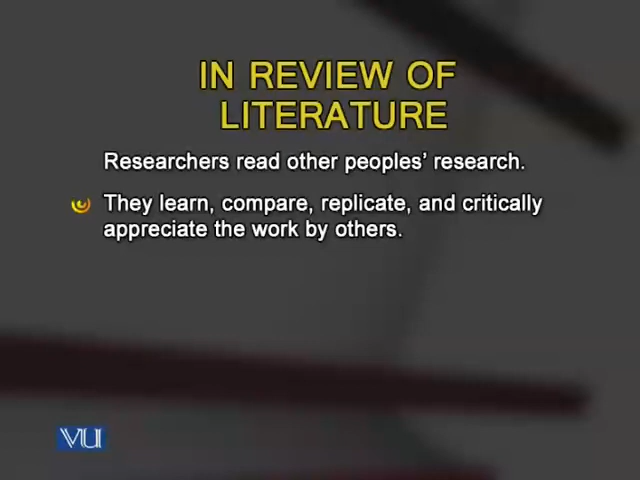 IN REVIEW OF
LITERATURE
Researchers read other peoples’ research.
They learn, compare, replicate, and critically
appreciate the work by others.
VU